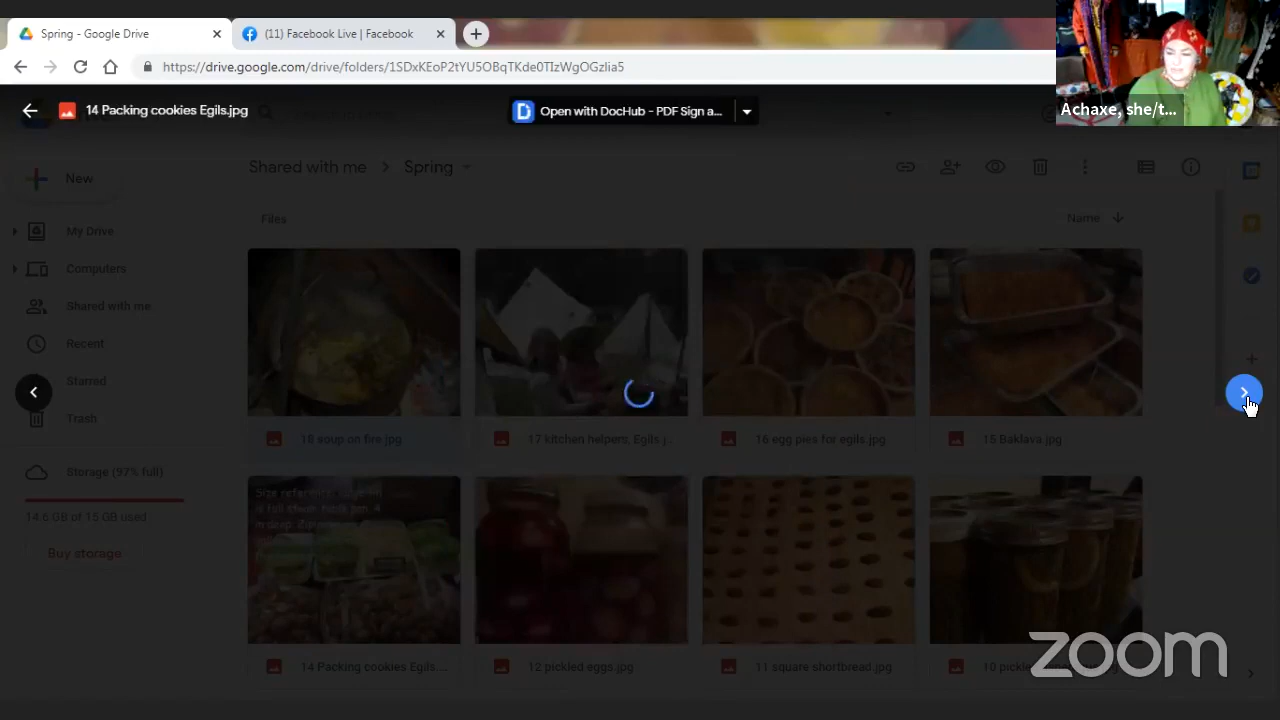 Spring - Google Drive
(11) Facebook Live | Facebook
https://drive.google.com/drive/folders/1SDxKEoP2tYU5OBqTKde0TIzWgOGzIia5
Achaxe, she/t...
14 Packing cookies Egils.jpg
Open with DocHub - PDF Sign a...
New
Shared with me > Spring
Files
Name
My Drive
Computers
Shared with me
Recent
Starred
Trash
Storage (97% full)
14.6 GB of 15 GB used
Buy storage
18 soup on fire.jpg
17 kitchen helpers, Egils j...
16 egg pies for egils.jpg
15 Baklava.jpg
Size reference:
14 Packing cookies Egils....
12 pickled eggs.jpg
11 square shortbread.jpg
10
zoom